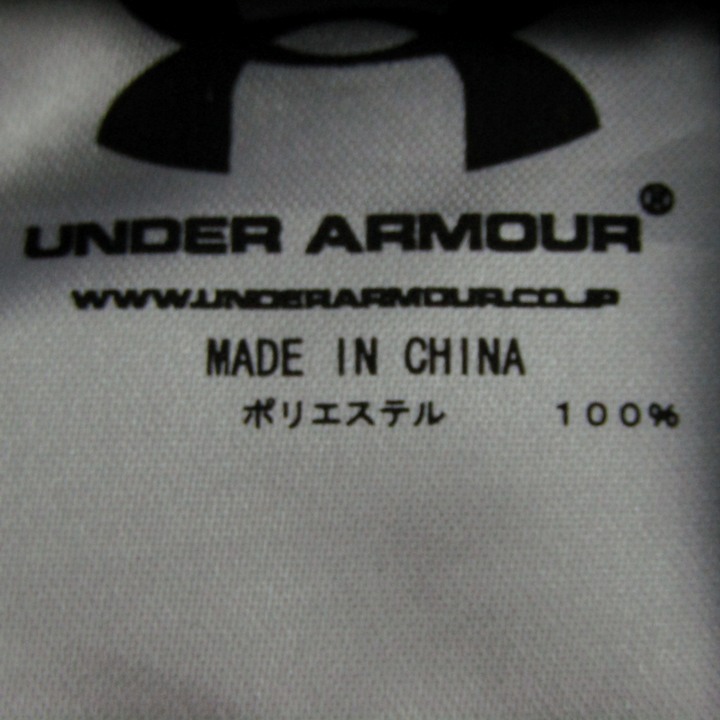 UNDER ARMOUR®
WWW.UNDERARMOUR.CO.JP
MADE IN CHINA
ポリエステル 100%